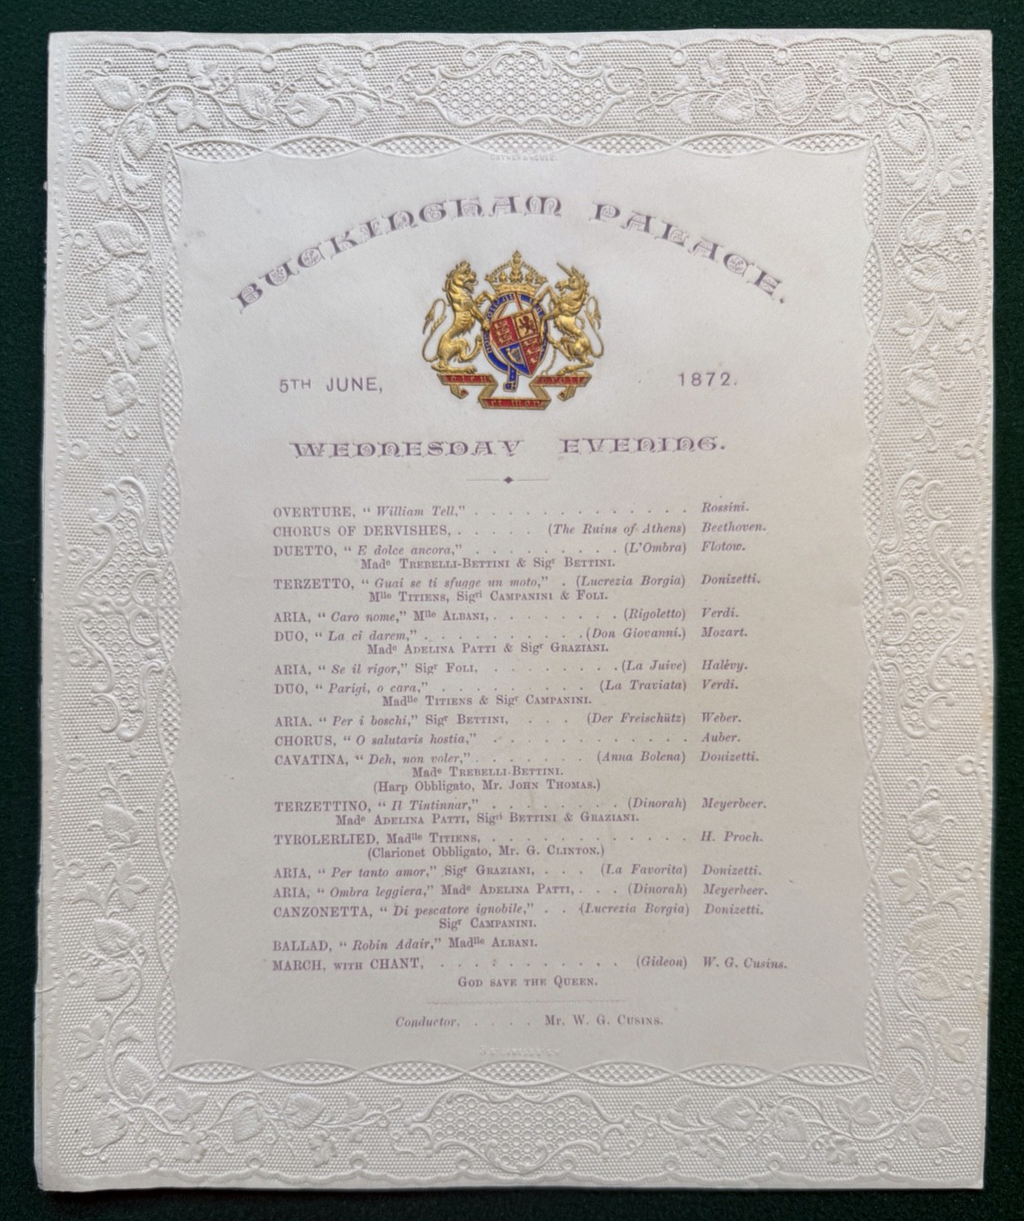 BUCKINGHAM PALACE.
5TH JUNE, 1872.
WEDNESDAY EVENING.
OVERTURE, “ William Tell,” . . . . . . . . . . . . . . Rossini.
CHORUS OF DERVISHES, . . . . . . (The Ruins of Athens) Beethoven.
DUETTO, “ E dolce ancora,” . . . . . . . . . (L'Ombra) Flotow.
Made TREBELLI-BETTINI & Sigr BETTINI.
TERZETTO, “ Guai se ti sfugge un moto,” . (Lucrezia Borgia) Donizetti.
Mlle TITIENS, Sigri CAMPANINI & FOLI.
ARIA, “ Caro nome,” Mlle ALBANI, . . . . . . . . (Rigoletto) Verdi.
DUO, “ La ci darem,” . . . . . . . . . . (Don Giovanni.) Mozart.
Made ADELINA PATTI & Sigr GRAZIANI.
ARIA, “ Se il rigor,” Sigr FOLI, . . . . . . . . (La Juive) Halévy.
DUO, “ Parigi, o cara,” . . . . . . . . . . (La Traviata) Verdi.
Madlle TITIENS & Sigr CAMPANINI.
ARIA. “ Per i boschi,” Sigr BETTINI, . . . (Der Freischütz) Weber.
CHORUS, “ O salutaris hostia,” . . . . . . . . . . . . . Auber.
CAVATINA, “ Deh, non voler,” . . . . . . . (Anna Bolena) Donizetti.
Made TREBELLI-BETTINI.
(Harp Obbligato, Mr. JOHN THOMAS.)
TERZETTINO, “ Il Tintinnar,” . . . . . . . . (Dinorah) Meyerbeer.
Made ADELINA PATTI, Sigri BETTINI & GRAZIANI.
TYROLERLIED, Madlle TITIENS, . . . . . . . . . . . . . H. Proch.
(Clarionet Obbligato, Mr. G. CLINTON.)
ARIA, “ Per tanto amor,” Sigr GRAZIANI, . . . (La Favorita) Donizetti.
ARIA, “ Ombra leggiera,” Made ADELINA PATTI, . . . (Dinorah) Meyerbeer.
CANZONETTA, “ Di pescatore ignobile,” . . (Lucrezia Borgia) Donizetti.
Sigr CAMPANINI.
BALLAD, “ Robin Adair,” Madlle ALBANI.
MARCH, WITH CHANT, . . . . . . . . . . . . (Gideon) W. G. Cusins.
GOD SAVE THE QUEEN.
Conductor. . . . . Mr. W. G. CUSINS.